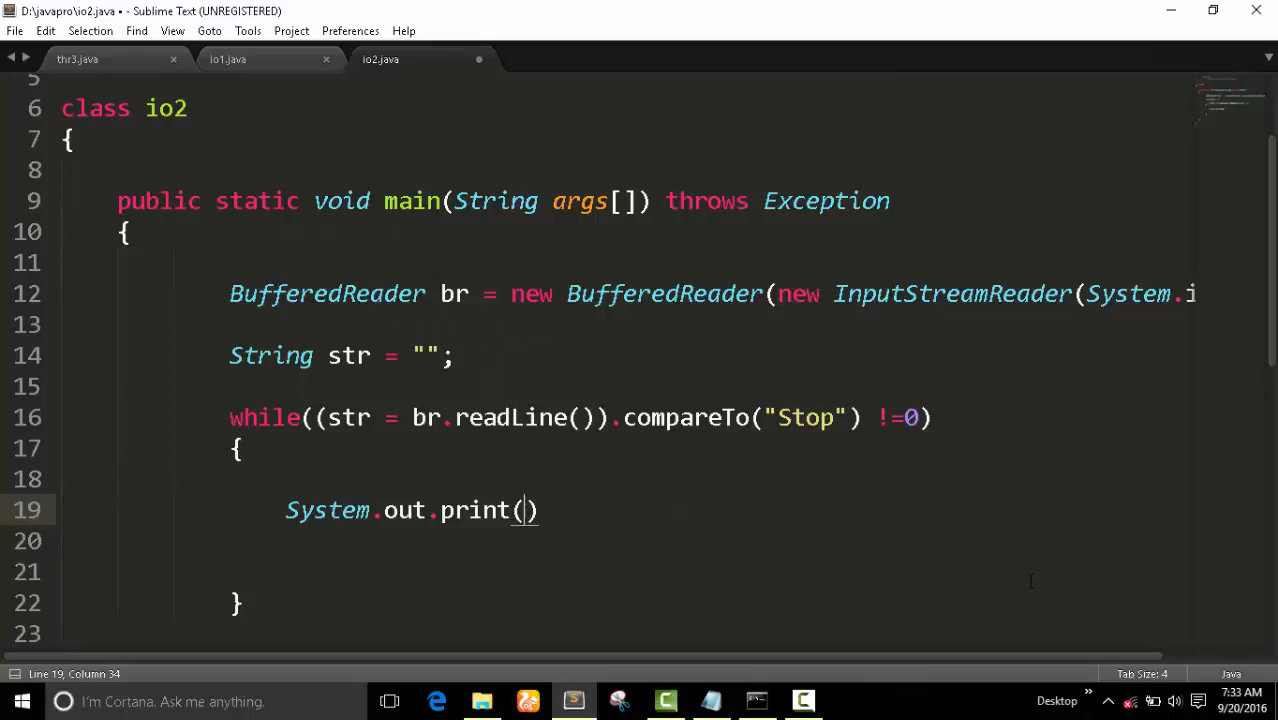 D:\javapro\io2.java • - Sublime Text (UNREGISTERED)
File Edit Selection Find View Goto Tools Project Preferences Help
thr3.java io1.java io2.java
5
6 class io2
7 {
8
9 public static void main(String args[]) throws Exception
10 {
11
12 BufferedReader br = new BufferedReader(new InputStreamReader(System.i
13
14 String str = "";
15
16 while((str = br.readLine()).compareTo("Stop") !=0)
17 {
18
19 System.out.print()
20
21
22 }
23
Line 19, Column 34 Tab Size: 4 Java
I'm Cortana. Ask me anything. Desktop 7:33 AM
9/20/2016